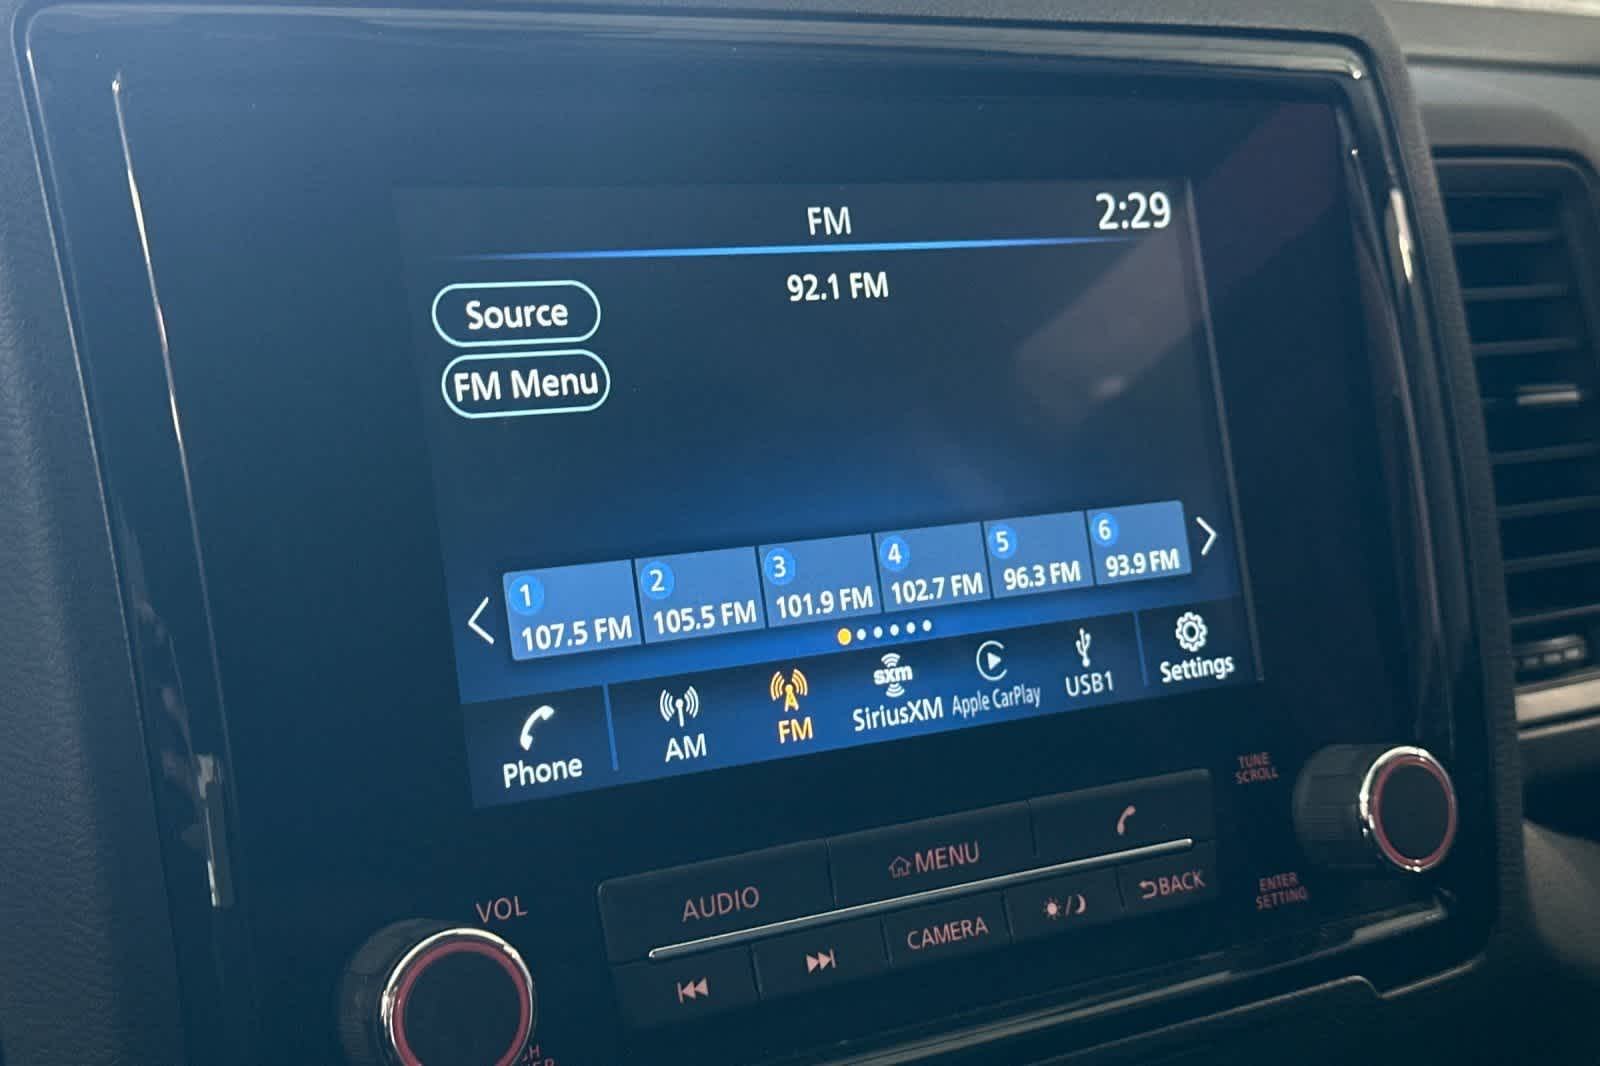 FM
2:29
92.1 FM
Source
FM Menu
1
107.5 FM
2
105.5 FM
3
101.9 FM
4
102.7 FM
5
96.3 FM
6
93.9 FM
Phone
AM
FM
sxm
SiriusXM
Apple CarPlay
USB1
Settings
TUNE
SCROLL
AUDIO
MENU
VOL
CAMERA
BACK
ENTER
SETTING